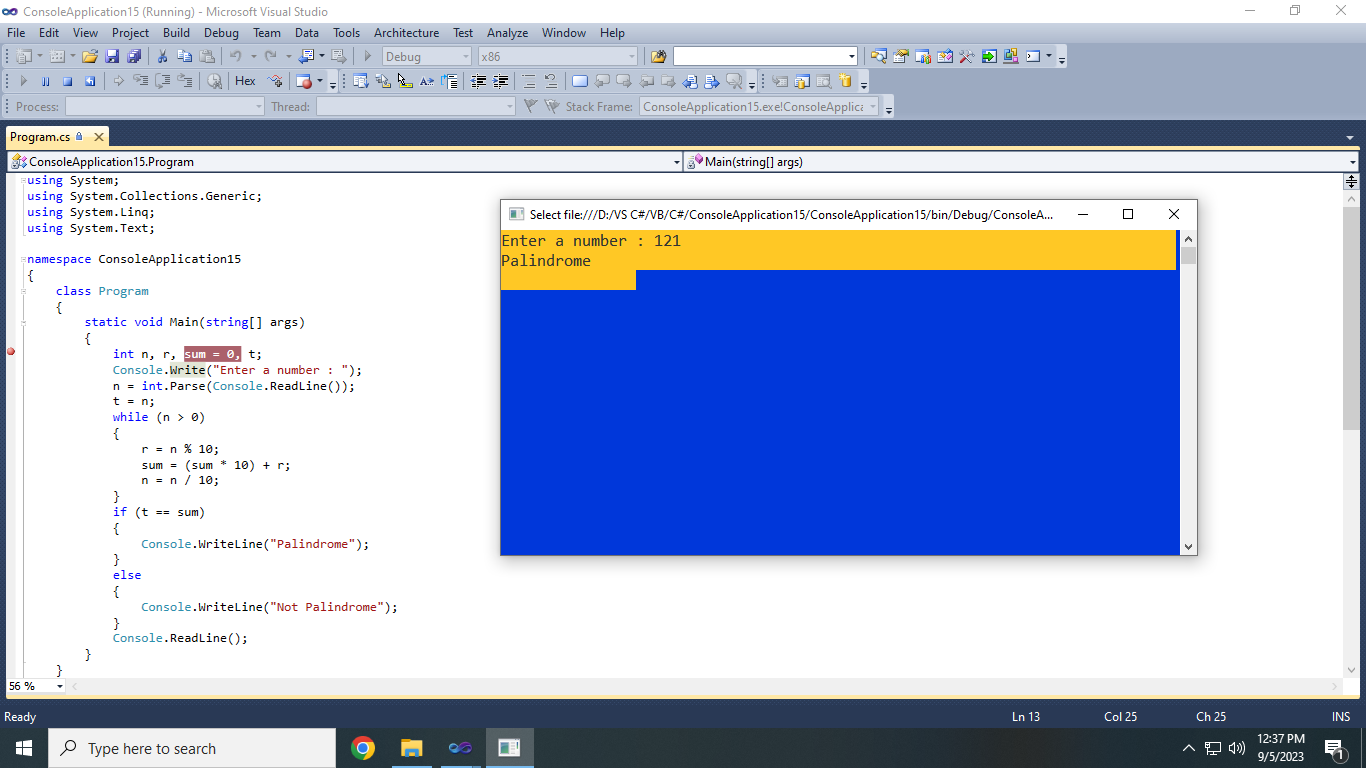 ConsoleApplication15 (Running) - Microsoft Visual Studio
File Edit View Project Build Debug Team Data Tools Architecture Test Analyze Window Help
Debug x86
Hex
Process: Thread: Stack Frame: ConsoleApplication15.exe!ConsoleApplica
Program.cs
ConsoleApplication15.Program Main(string[] args)
using System;
using System.Collections.Generic;
using System.Linq;
using System.Text;
namespace ConsoleApplication15
{
class Program
{
static void Main(string[] args)
{
int n, r, sum = 0, t;
Console.Write("Enter a number : ");
n = int.Parse(Console.ReadLine());
t = n;
while (n > 0)
{
r = n % 10;
sum = (sum * 10) + r;
n = n / 10;
}
if (t == sum)
{
Console.WriteLine("Palindrome");
}
else
{
Console.WriteLine("Not Palindrome");
}
Console.ReadLine();
}
}
Select file:///D:/VS C#/VB/C#/ConsoleApplication15/ConsoleApplication15/bin/Debug/ConsoleA...
Enter a number : 121
Palindrome
56 %
Ready Ln 13 Col 25 Ch 25 INS
Type here to search
12:37 PM
9/5/2023
1